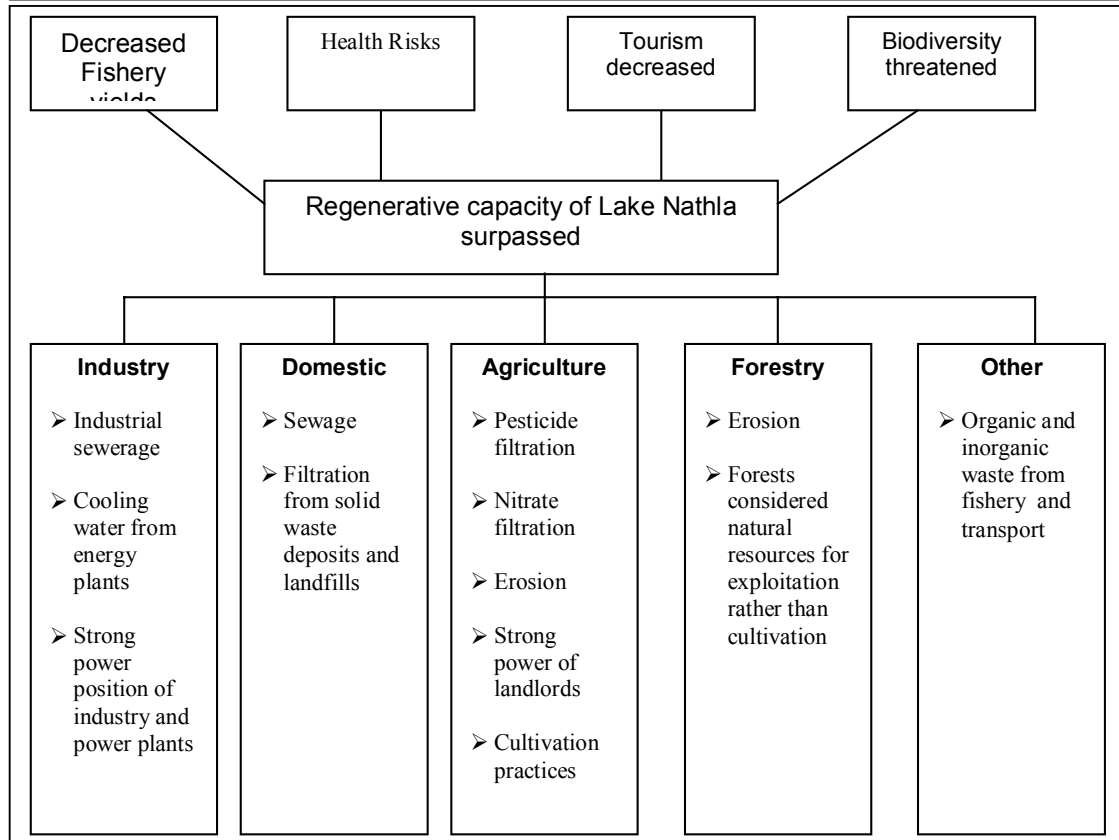 Decreased
Fishery
yields
Health Risks
Tourism
decreased
Biodiversity
threatened
Regenerative capacity of Lake Nathla
surpassed
Industry
➢ Industrial
sewerage
➢ Cooling
water from
energy
plants
➢ Strong
power
position of
industry and
power plants
Domestic
➢ Sewage
➢ Filtration
from solid
waste
deposits and
landfills
Agriculture
➢ Pesticide
filtration
➢ Nitrate
filtration
➢ Erosion
➢ Strong
power of
landlords
➢ Cultivation
practices
Forestry
➢ Erosion
➢ Forests
considered
natural
resources for
exploitation
rather than
cultivation
Other
➢ Organic and
inorganic
waste from
fishery and
transport